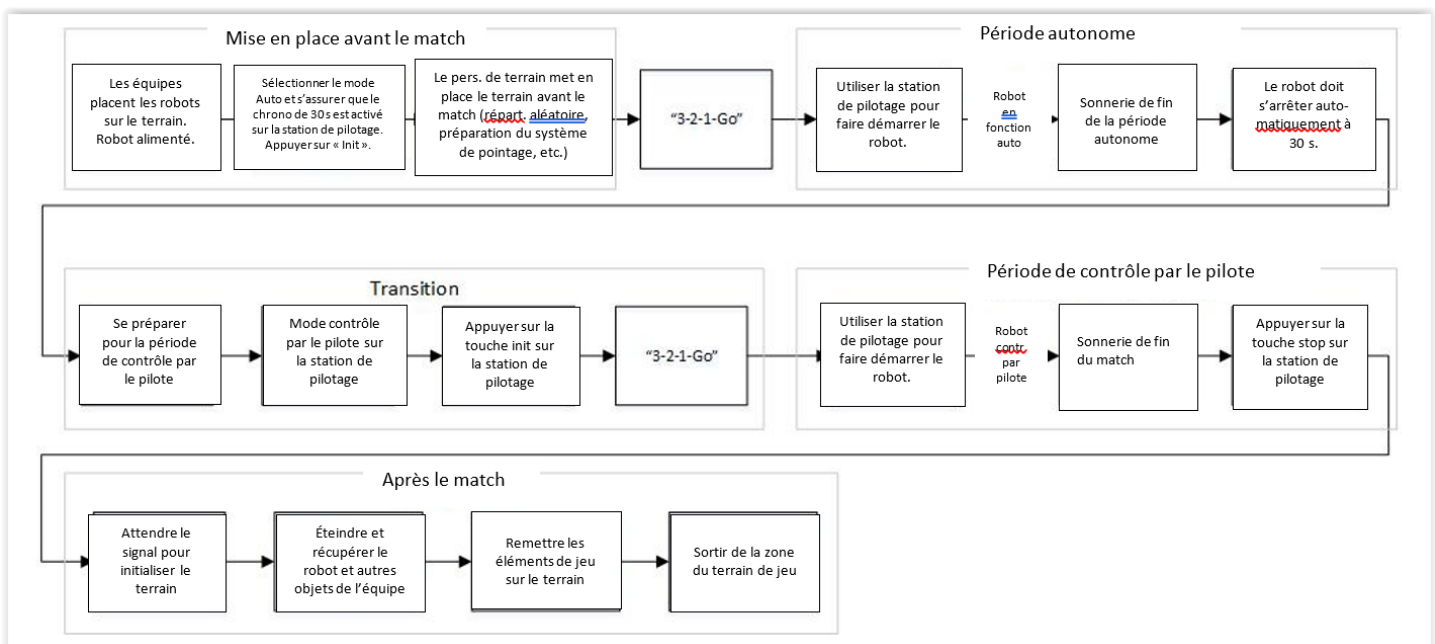 Mise en place avant le match
Les équipes
placent les robots
sur le terrain.
Robot alimenté.
Sélectionner le mode
Auto et s’assurer que le
chrono de 30 s est activé
sur la station de pilotage.
Appuyer sur « Init ».
Le pers. de terrain met en
place le terrain avant le
match (répart. aléatoire,
préparation du système
de pointage, etc.)
“3-2-1-Go”
Période autonome
Utiliser la station
de pilotage pour
faire démarrer le
robot.
Robot
en
fonction
auto
Sonnerie de fin
de la période
autonome
Le robot doit
s’arrêter auto-
matiquement à
30 s.
Transition
Se préparer
pour la période
de contrôle par
le pilote
Mode contrôle
par le pilote sur
la station de
pilotage
Appuyer sur la
touche init sur
la station de
pilotage
“3-2-1-Go”
Période de contrôle par le pilote
Utiliser la station
de pilotage pour
faire démarrer le
robot.
Robot
contr.
par
pilote
Sonnerie de fin
du match
Appuyer sur la
touche stop sur
la station de
pilotage
Après le match
Attendre le
signal pour
initialiser le
terrain
Éteindre et
récupérer le
robot et autres
objets de l’équipe
Remettre les
éléments de jeu
sur le terrain
Sortir de la zone
du terrain de jeu